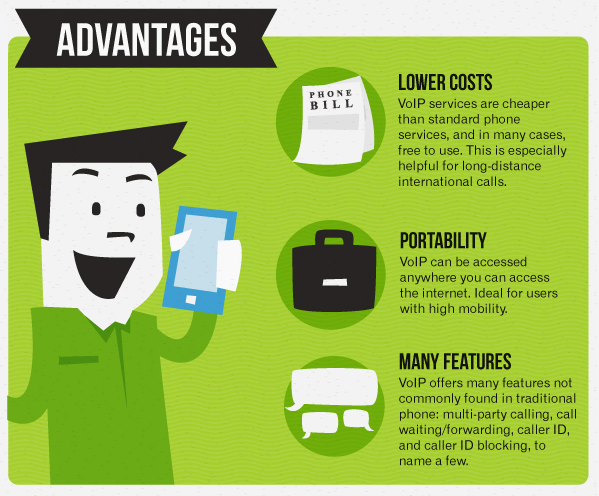 ADVANTAGES
PHONE
BILL
LOWER COSTS
VoIP services are cheaper
than standard phone
services, and in many cases,
free to use. This is especially
helpful for long-distance
international calls.
PORTABILITY
VoIP can be accessed
anywhere you can access
the internet. Ideal for users
with high mobility.
MANY FEATURES
VoIP offers many features not
commonly found in traditional
phone: multi-party calling, call
waiting/forwarding, caller ID,
and caller ID blocking, to
name a few.